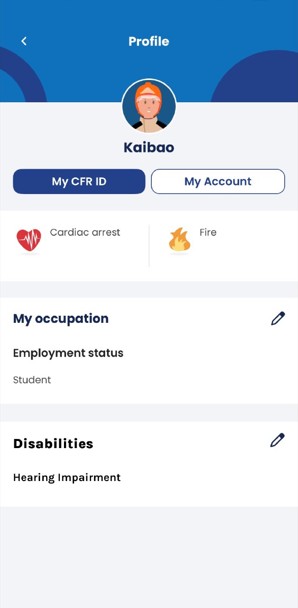 Profile
Kaibao
My CFR ID
My Account
Cardiac arrest
Fire
My occupation
Employment status
Student
Disabilities
Hearing Impairment